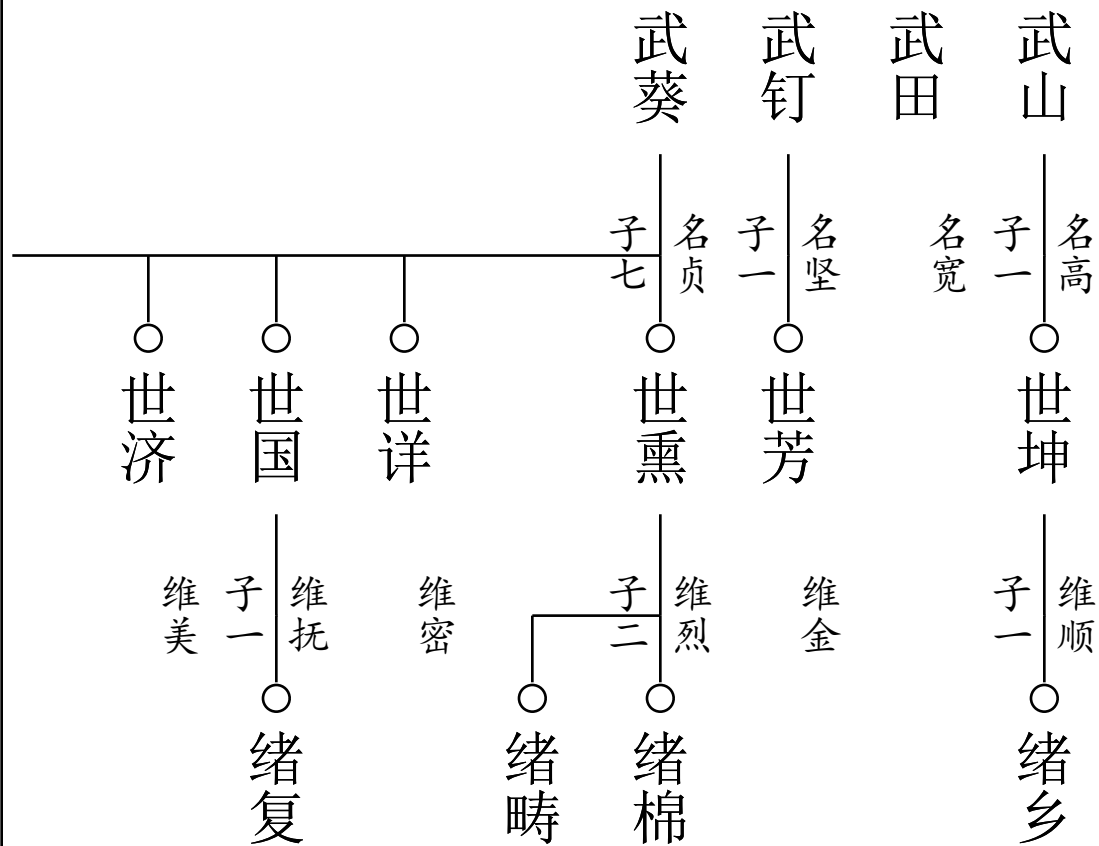 武山
武田
武钉
武葵
名高
子一
名宽
名坚
子一
名贞
子七
世坤
世芳
世熏
世详
世国
世济
维顺
子一
维金
维烈
子二
维密
维抚
子一
维美
绪乡
绪棉
绪畴
绪复